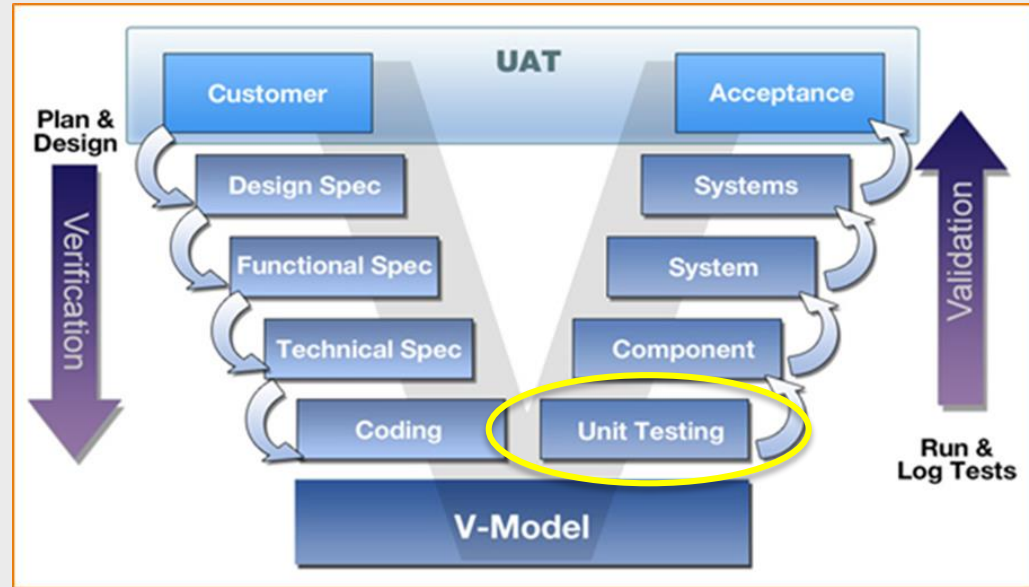 UAT
Customer
Acceptance
Plan &
Design
Design Spec
Systems
Verification
Validation
Functional Spec
System
Technical Spec
Component
Coding
Unit Testing
Run &
Log Tests
V-Model